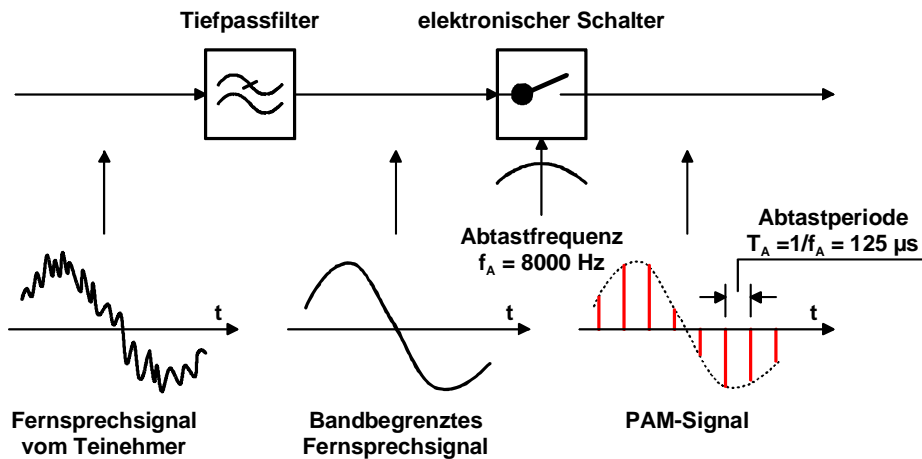 Tiefpassfilter
elektronischer Schalter
Abtastfrequenz
f_A = 8000 Hz
Abtastperiode
T_A =1/f_A = 125 µs
t
t
t
Fernsprechsignal
vom Teinehmer
Bandbegrenztes
Fernsprechsignal
PAM-Signal